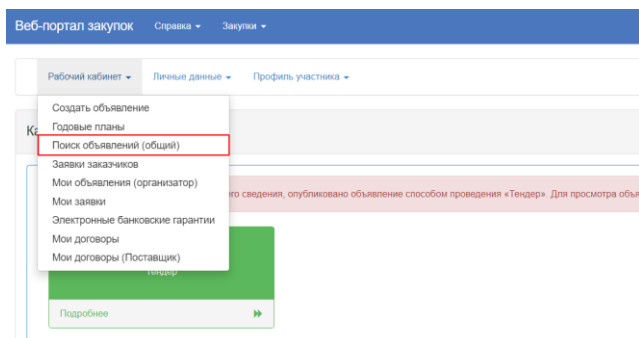 Веб-портал закупок Справка Закупки
Рабочий кабинет Личные данные Профиль участника
Создать объявление
Годовые планы
Ка
Поиск объявлений (общий)
Заявки заказчиков
Мои объявления (организатор)
его сведения, опубликовано объявление способом проведения «Тендер». Для просмотра объя
Мои заявки
Электронные банковские гарантии
Мои договоры
Мои договоры (Поставщик)
Тендер
Подробнее